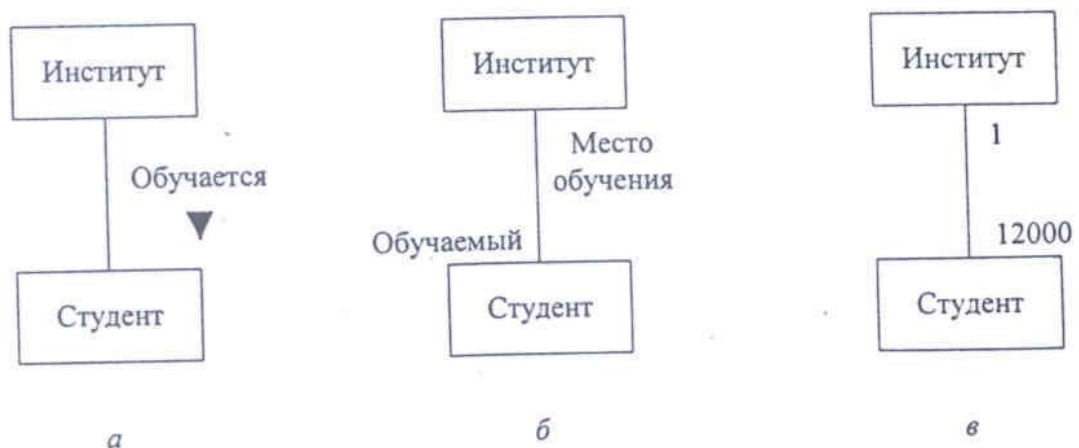 Институт
Обучается
▼
Студент
а
Институт
Место
обучения
Обучаемый
Студент
б
Институт
1
12000
Студент
в